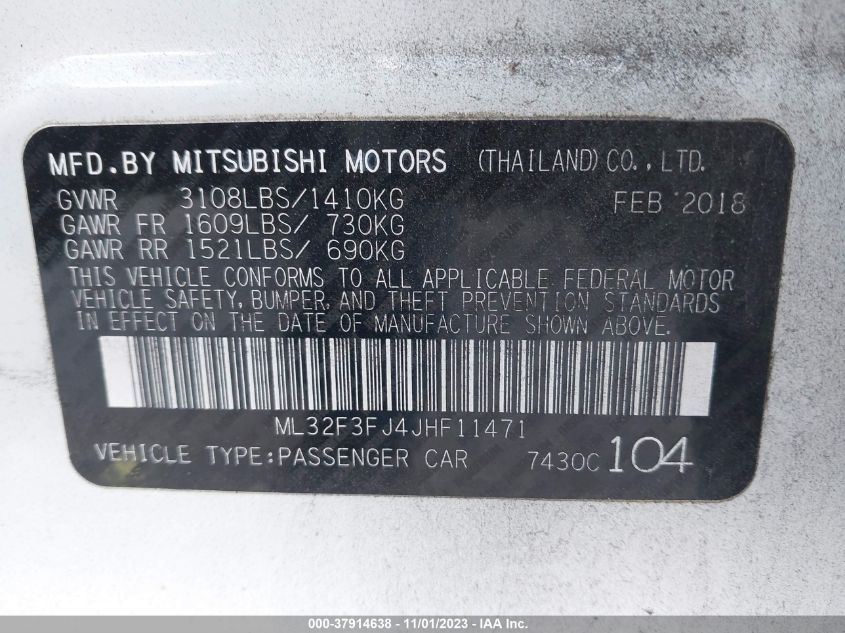 MFD.BY MITSUBISHI MOTORS (THAILAND) CO.,LTD.
GVWR 3108LBS/1410KG FEB 2018
GAWR FR 1609LBS/ 730KG
GAWR RR 1521LBS/ 690KG
THIS VEHICLE CONFORMS TO ALL APPLICABLE FEDERAL MOTOR
VEHICLE SAFETY, BUMPER, AND THEFT PREVENTION STANDARDS
IN EFFECT ON THE DATE OF MANUFACTURE SHOWN ABOVE.
ML32F3FJ4JHF11471
VEHICLE TYPE:PASSENGER CAR 7430C 104
000-37914638 - 11/01/2023 - IAA Inc.